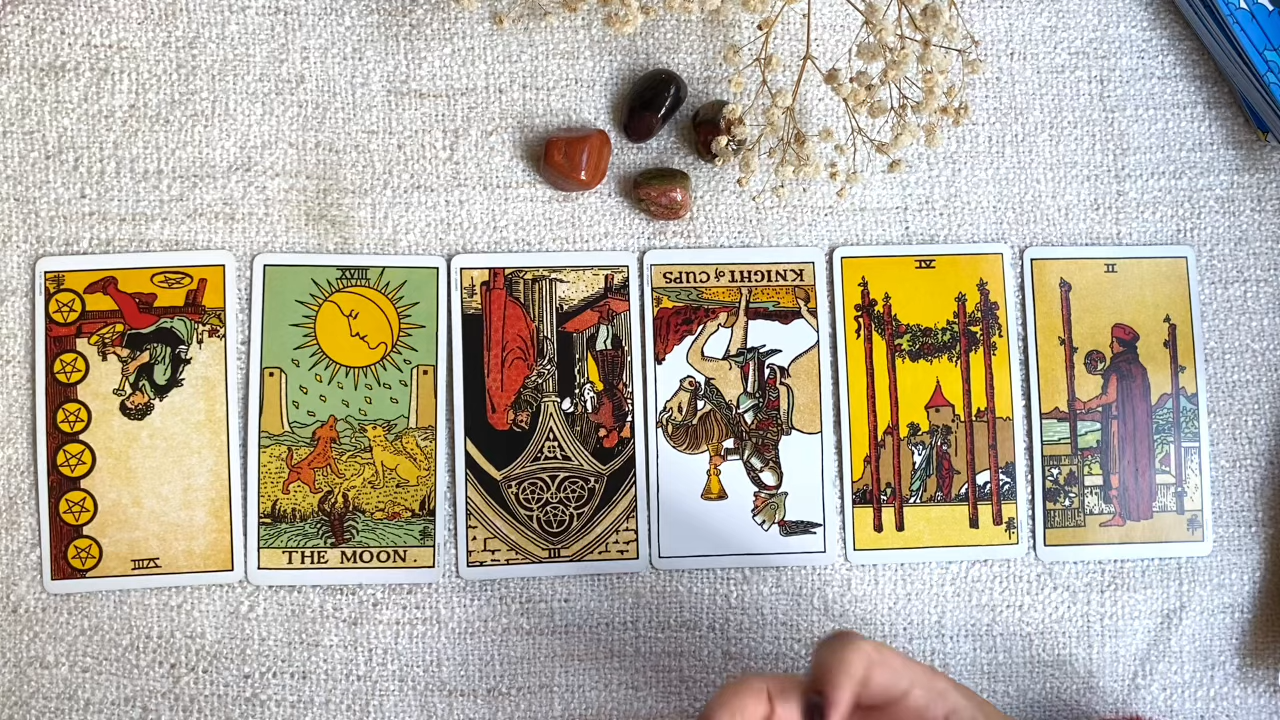 VIII
XVIII
THE MOON.
III
KNIGHT of CUPS
IV
II